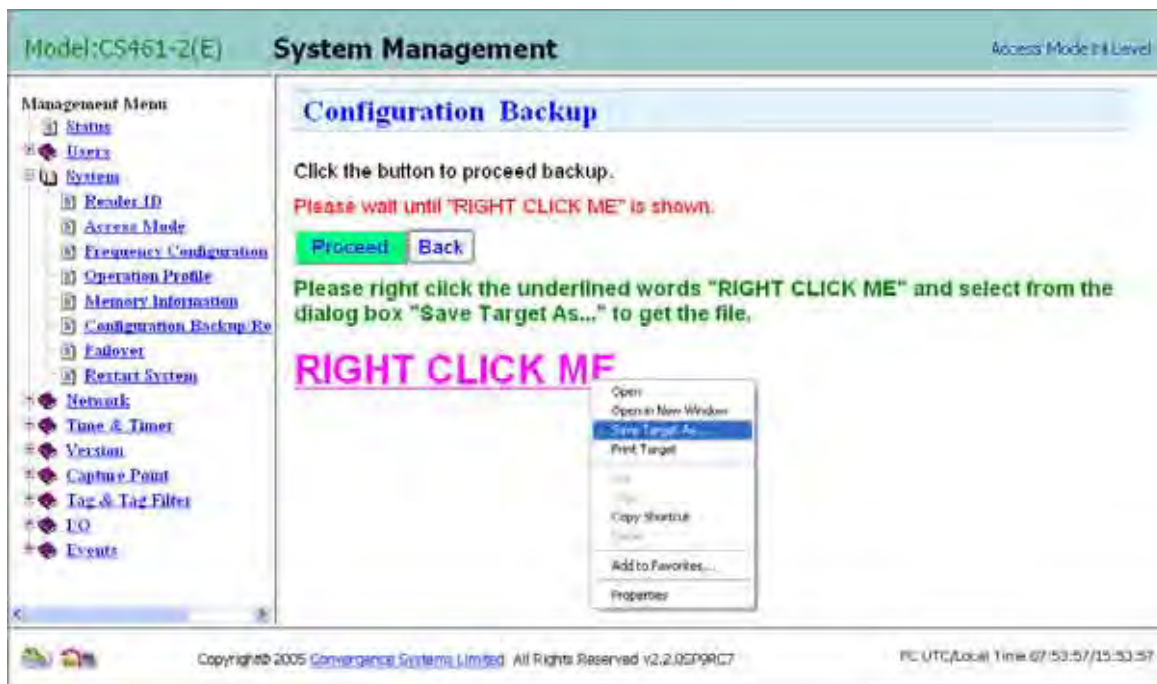 Model:CS461-2(E) System Management Access Mode : 4 Level
Management Menu
Status
Users
System
Reader ID
Access Mode
Frequency Configuration
Operation Profile
Memory Information
Configuration Backup/Re
Failover
Restart System
Network
Time & Timer
Version
Capture Point
Tag & Tag Filter
I/O
Events
Configuration Backup
Click the button to proceed backup.
Please wait until "RIGHT CLICK ME" is shown.
Proceed Back
Please right click the underlined words "RIGHT CLICK ME" and select from the
dialog box "Save Target As..." to get the file.
RIGHT CLICK ME
Open
Open in New Window
Save Target As...
Print Target
Copy Shortcut
Add to Favorites...
Properties
Copyright© 2005 Convergence Systems Limited All Rights Reserved v2.2.0SP9RC7
PC UTC/Local Time 07:53:57/15:53:57